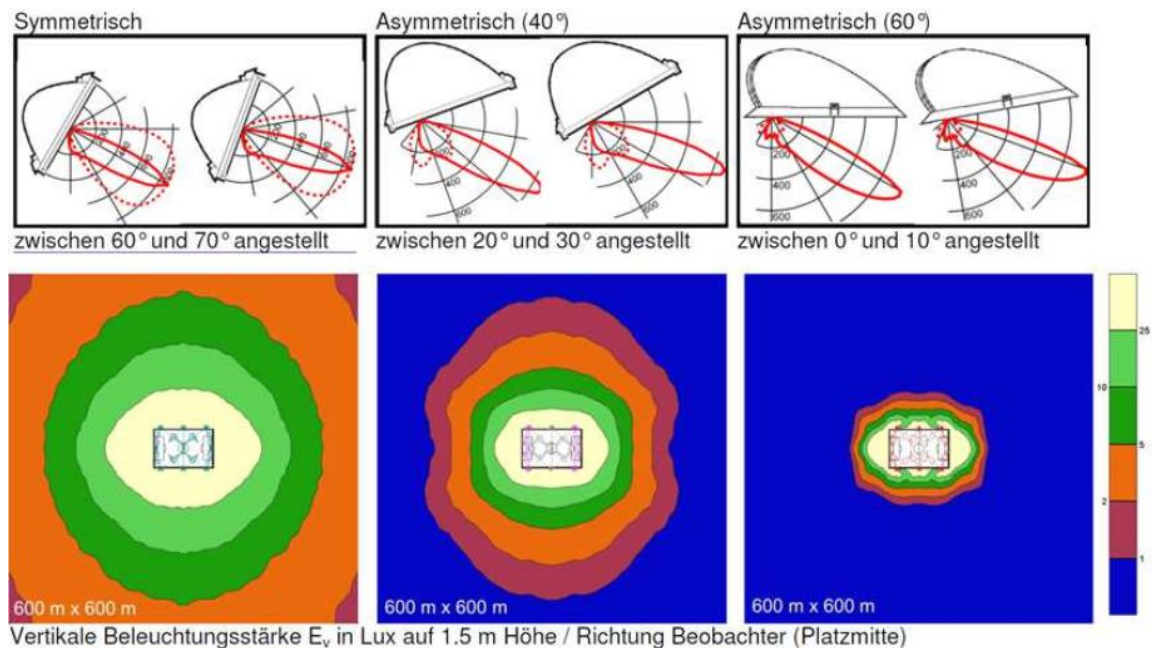 Symmetrisch
Asymmetrisch (40°)
Asymmetrisch (60°)
400
600
400
600
200
400
600
200
400
600
zwischen 60° und 70° angestellt
zwischen 20° und 30° angestellt
zwischen 0° und 10° angestellt
25
10
5
2
1
600 m x 600 m
600 m x 600 m
600 m x 600 m
Vertikale Beleuchtungsstärke Ev in Lux auf 1.5 m Höhe / Richtung Beobachter (Platzmitte)